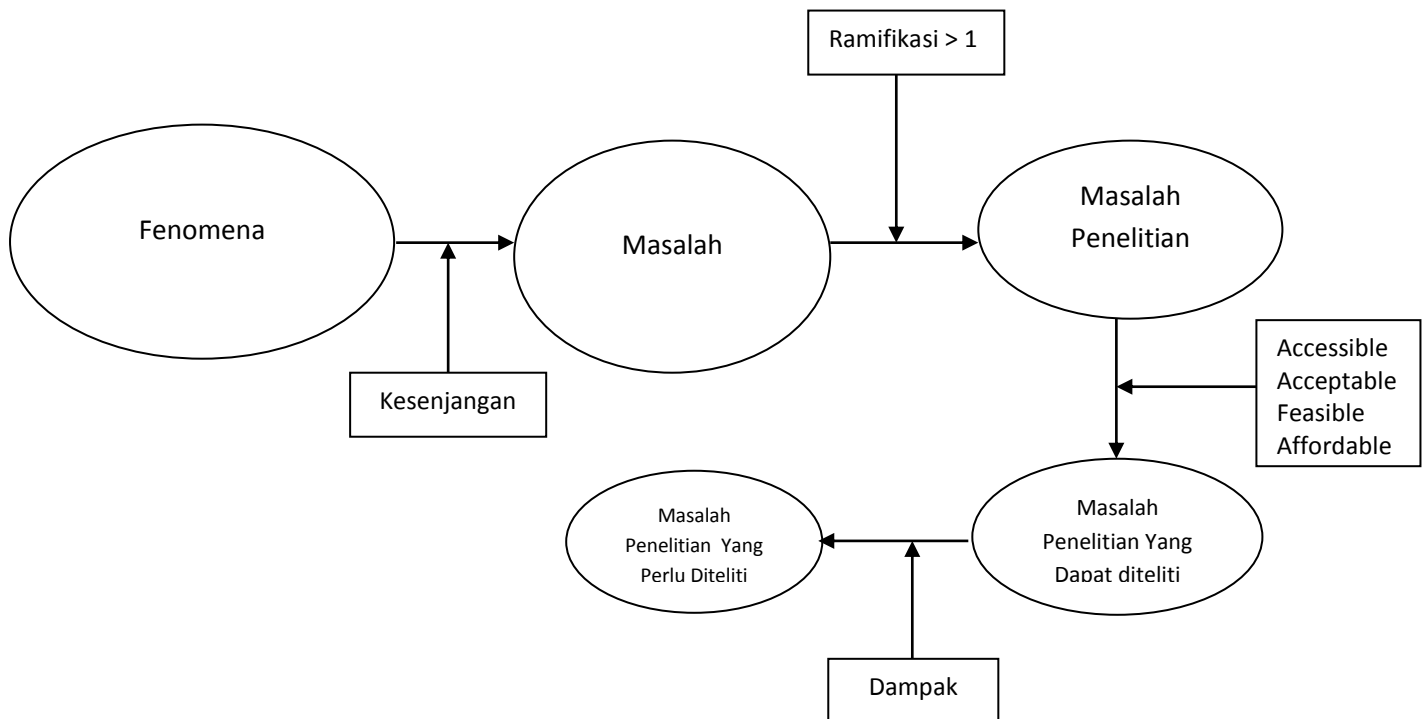 Ramifikasi > 1
Fenomena
Masalah
Masalah
Penelitian
Kesenjangan
Accessible
Acceptable
Feasible
Affordable
Masalah
Penelitian Yang
Perlu Diteliti
Masalah
Penelitian Yang
Dapat diteliti
Dampak